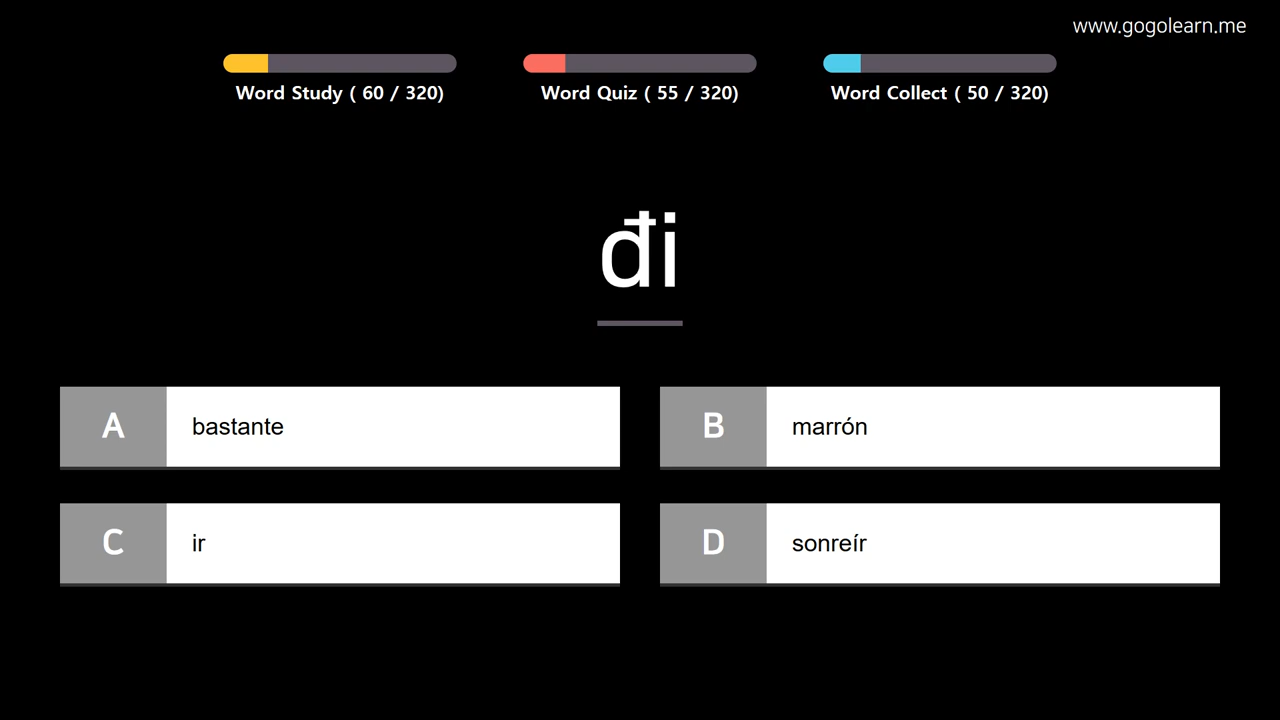 www.gogolearn.me
Word Study ( 60 / 320)
Word Quiz ( 55 / 320)
Word Collect ( 50 / 320)
đi
A bastante
B marrón
C ir
D sonreír